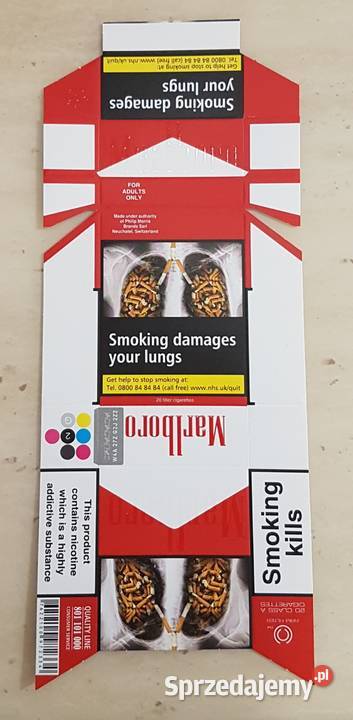 Get help to stop smoking at:
Tel. 0800 84 84 84 (call free) www.nhs.uk/quit
Smoking damages
your lungs
FOR
ADULTS
ONLY
Made under authority
of Philip Morris
Brands Sarl
Neuchatel, Switzerland
Smoking damages
your lungs
Get help to stop smoking at:
Tel. 0800 84 84 84 (call free) www.nhs.uk/quit
20 filter cigarettes
Marlboro
Marlboro
This product
contains nicotine
which is a highly
addictive substance
Smoking
kills
QUALITY LINE
801 101 000
CONSUMER SERVICE
20 CLASS A
CIGARETTES
Sprzedajemy.pl